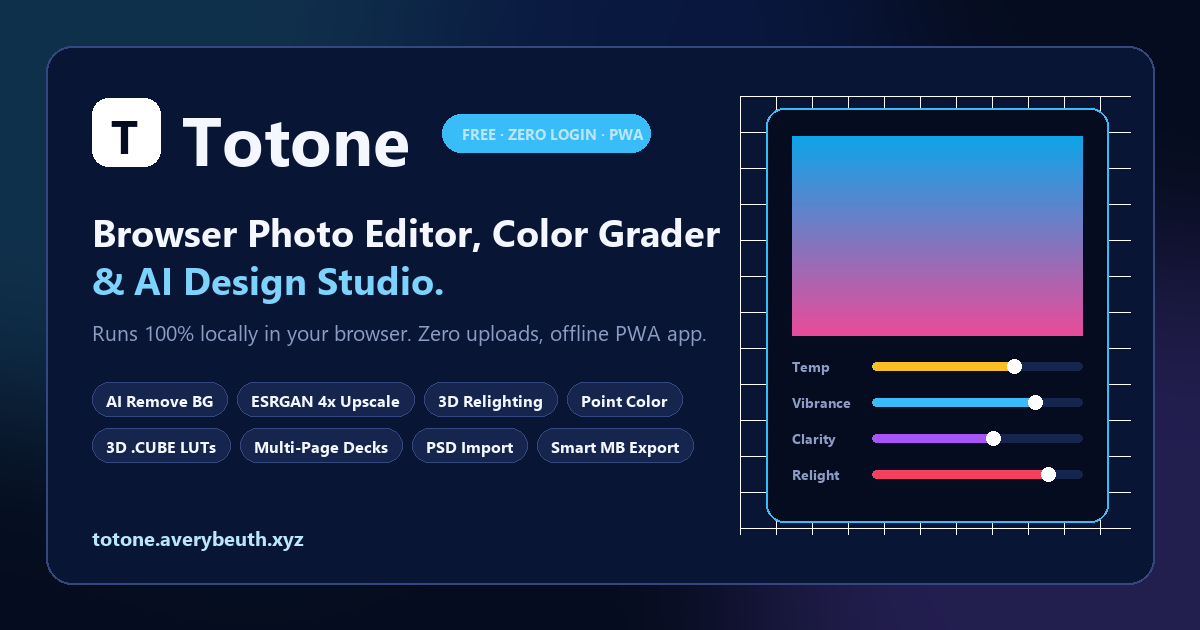 T Totone FREE · ZERO LOGIN · PWA
Browser Photo Editor, Color Grader
& AI Design Studio.
Runs 100% locally in your browser. Zero uploads, offline PWA app.
AI Remove BG ESRGAN 4x Upscale 3D Relighting Point Color
3D .CUBE LUTs Multi-Page Decks PSD Import Smart MB Export
totone.averybeuth.xyz
Temp
Vibrance
Clarity
Relight